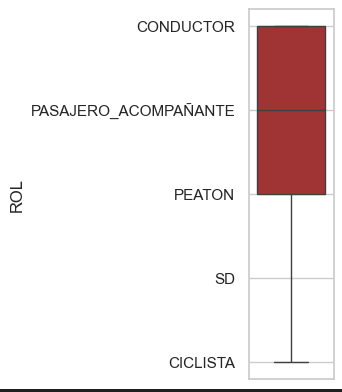 CONDUCTOR
PASAJERO_ACOMPAÑANTE
PEATON
SD
CICLISTA
ROL